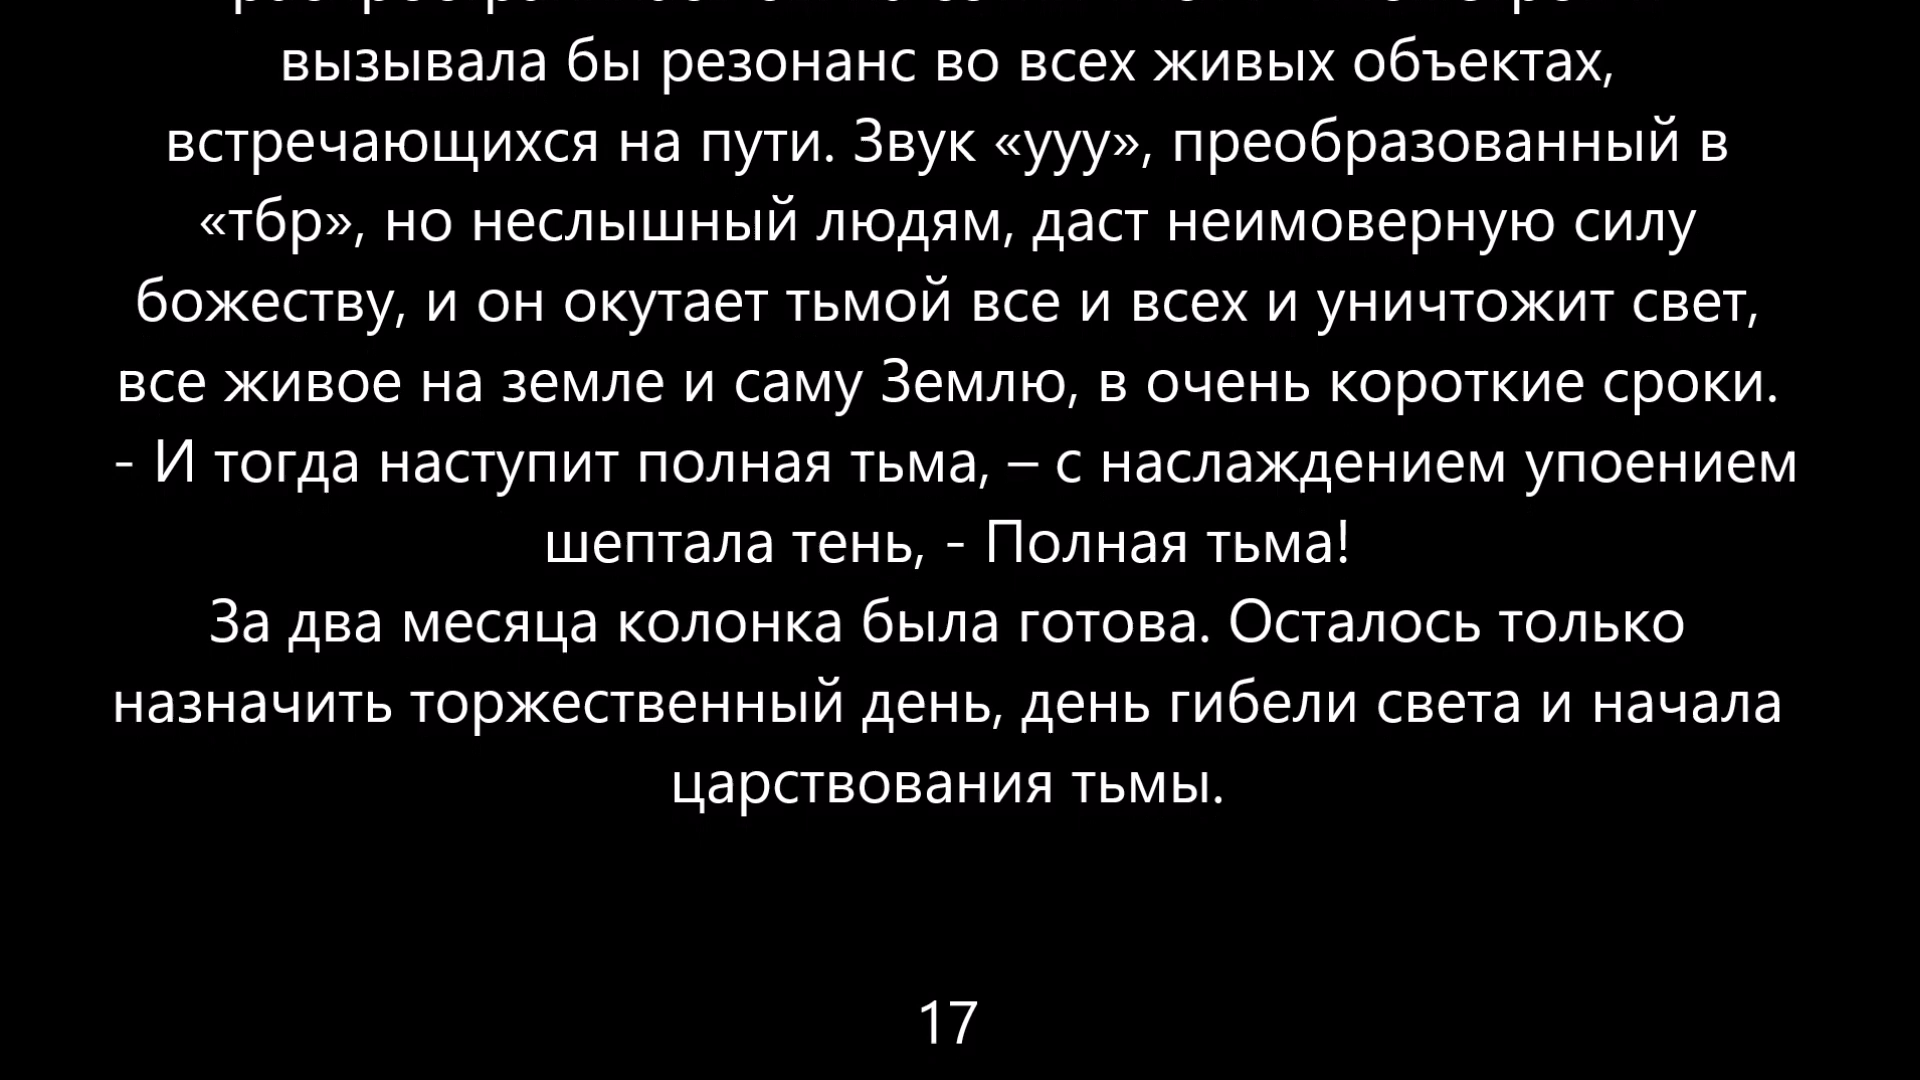 вызывала бы резонанс во всех живых объектах,
встречающихся на пути. Звук «ууу», преобразованный в
«тбр», но неслышный людям, даст неимоверную силу
божеству, и он окутает тьмой все и всех и уничтожит свет,
все живое на земле и саму Землю, в очень короткие сроки.
- И тогда наступит полная тьма, – с наслаждением упоением
шептала тень, - Полная тьма!
За два месяца колонка была готова. Осталось только
назначить торжественный день, день гибели света и начала
царствования тьмы.
17